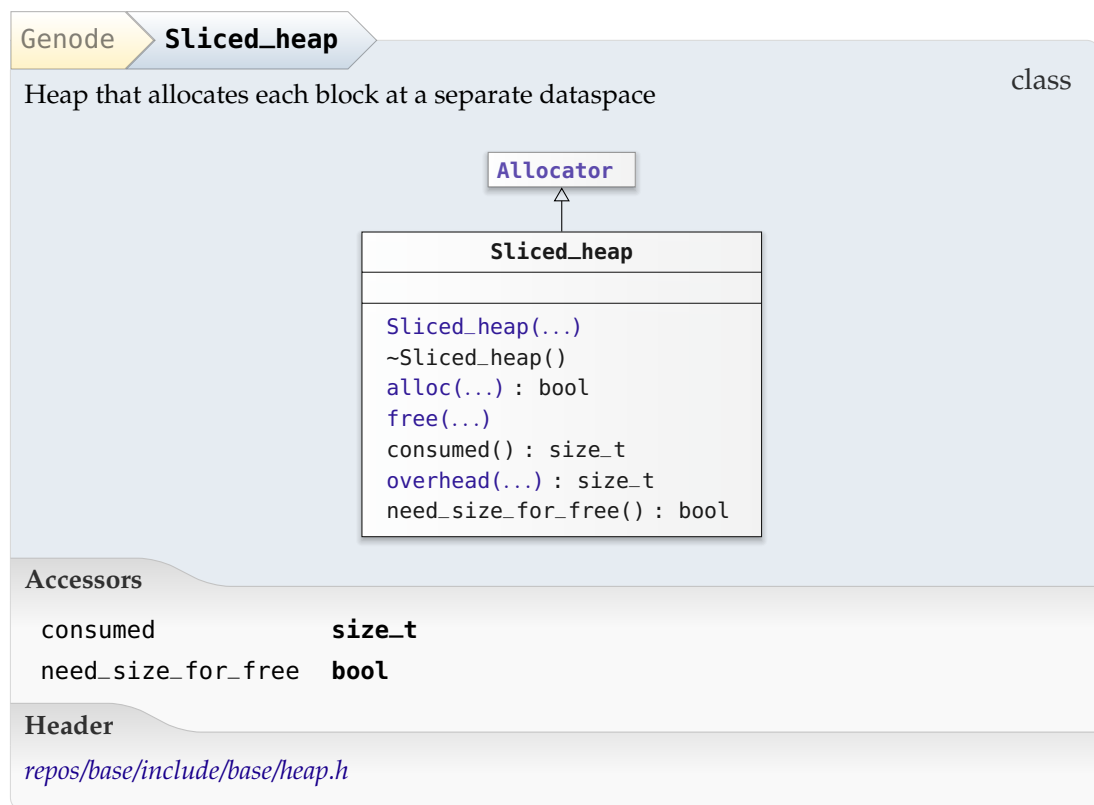 Genode Sliced_heap
class
Heap that allocates each block at a separate dataspace
Allocator
Sliced_heap
Sliced_heap(...)
~Sliced_heap()
alloc(...) : bool
free(...)
consumed() : size_t
overhead(...) : size_t
need_size_for_free() : bool
Accessors
consumed size_t
need_size_for_free bool
Header
repos/base/include/base/heap.h